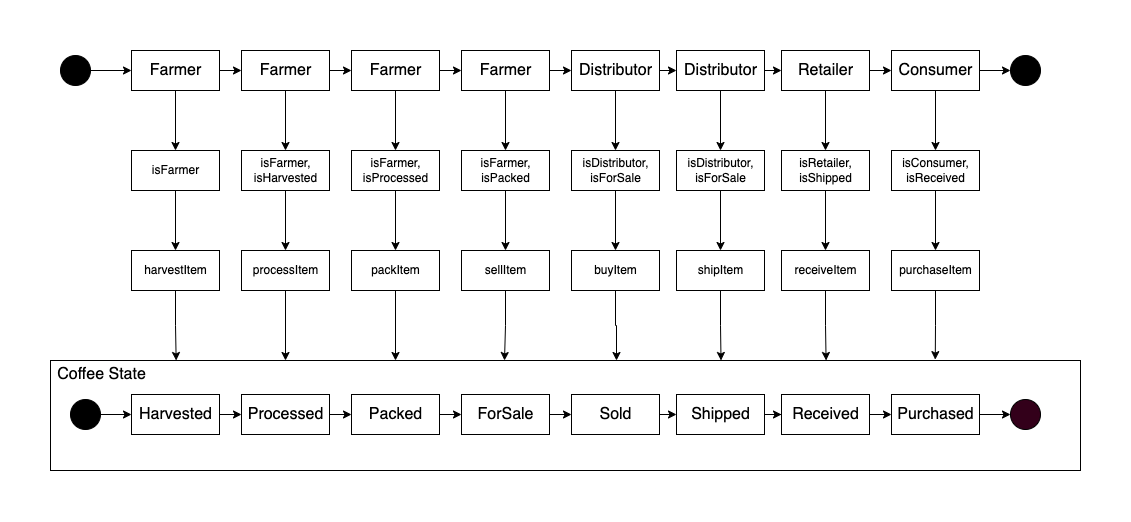 Farmer Farmer Farmer Farmer Distributor Distributor Retailer Consumer
isFarmer
isFarmer,
isHarvested
isFarmer,
isProcessed
isFarmer,
isPacked
isDistributor,
isForSale
isDistributor,
isForSale
isRetailer,
isShipped
isConsumer,
isReceived
harvestItem processItem packItem sellItem buyItem shipItem receiveItem purchaseItem
Coffee State
Harvested Processed Packed ForSale Sold Shipped Received Purchased